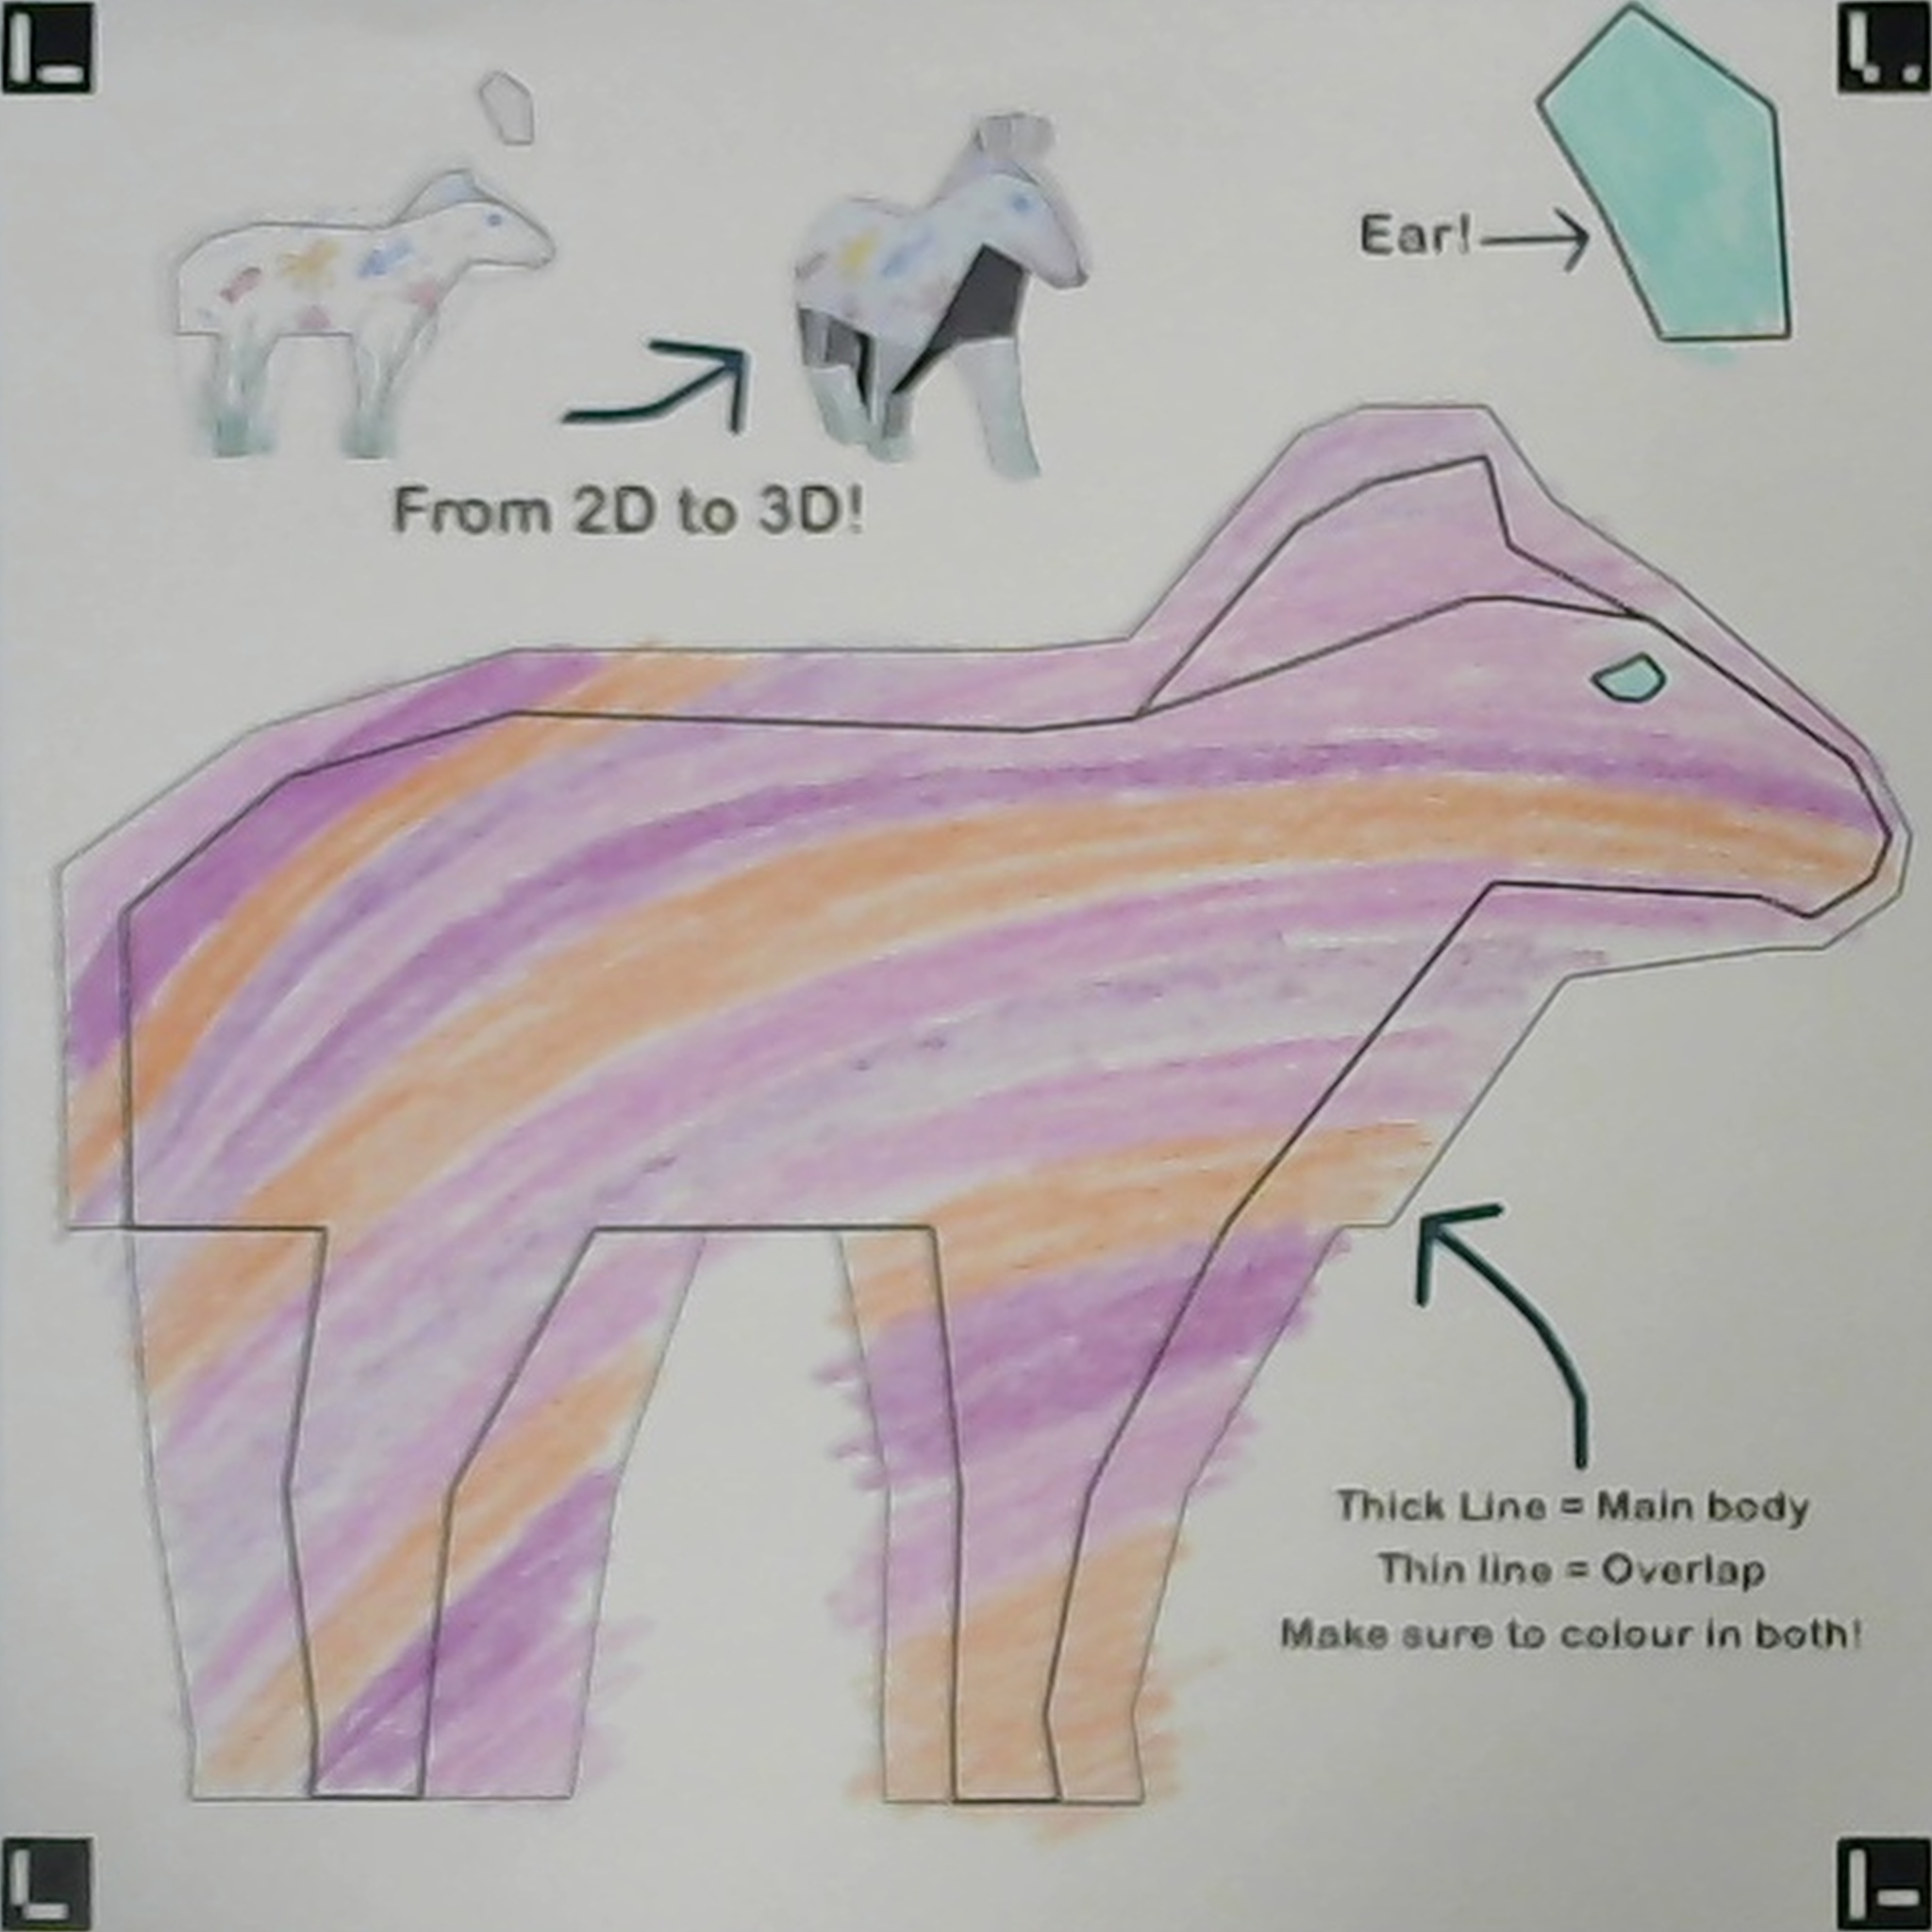 Ear!
From 2D to 3D!
Thick Line = Main body
Thin line = Overlap
Make sure to colour in both!